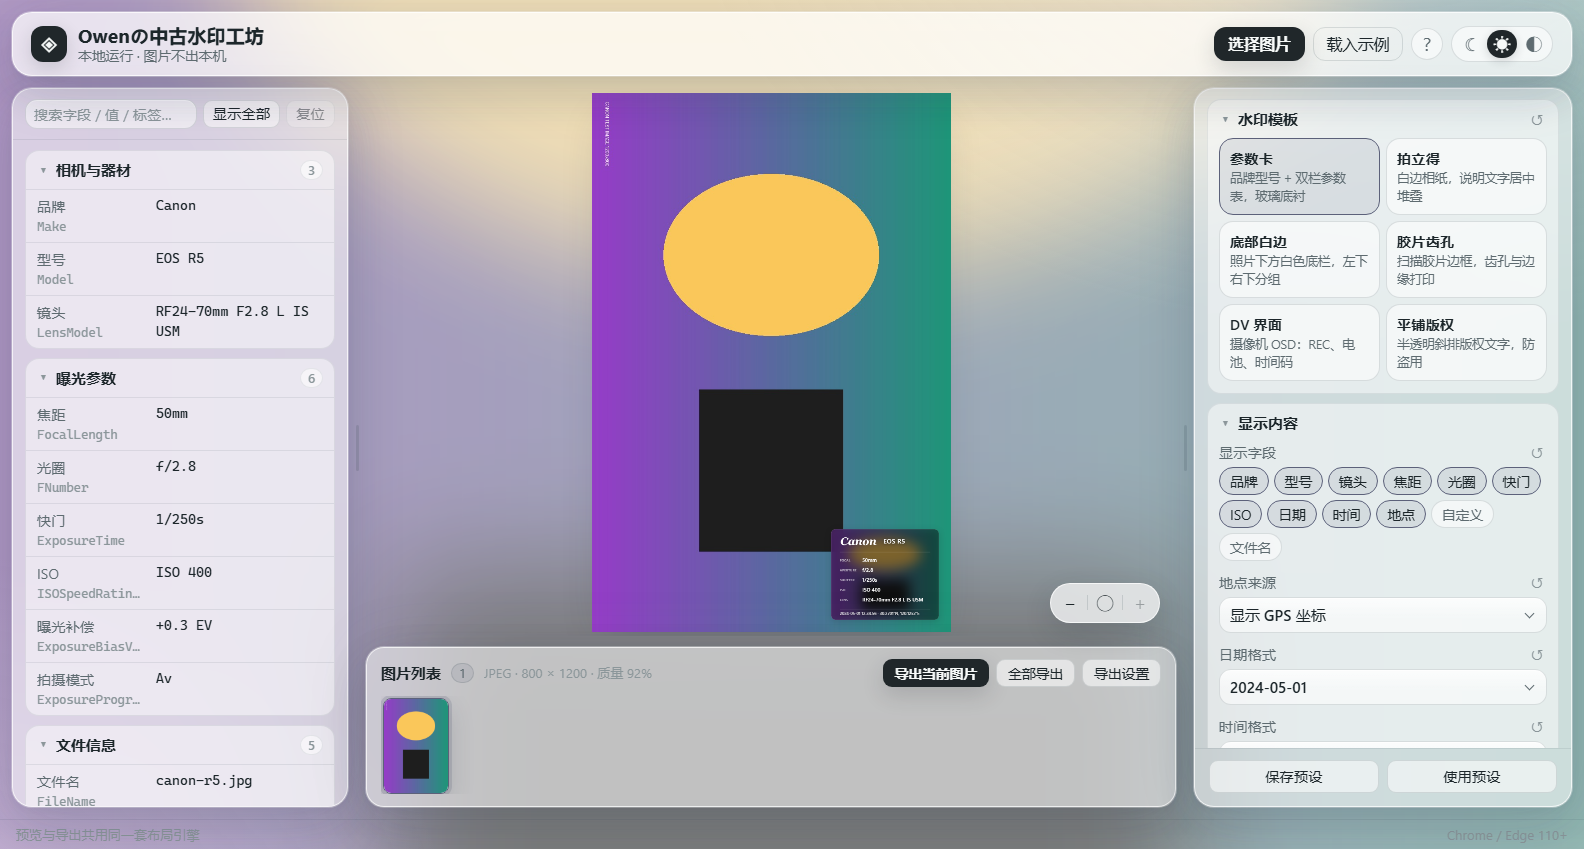 Owenの中古水印工坊
本地运行 · 图片不出本机
选择图片
载入示例
?
搜索字段 / 值 / 标签...
显示全部
复位
相机与器材
3
品牌
Make
Canon
型号
Model
EOS R5
镜头
LensModel
RF24-70mm F2.8 L IS
USM
曝光参数
6
焦距
FocalLength
50mm
光圈
FNumber
f/2.8
快门
ExposureTime
1/250s
ISO
ISOSpeedRatin…
ISO 400
曝光补偿
ExposureBiasV…
+0.3 EV
拍摄模式
ExposureProgr…
Av
文件信息
5
文件名
FileName
canon-r5.jpg
Canon EOS R5
50mm
f/2.8
1/250s
ISO 400
RF24-70mm F2.8 L IS USM
图片列表
1
JPEG · 800 × 1200 · 质量 92%
导出当前图片
全部导出
导出设置
水印模板
参数卡
品牌型号 + 双栏参数
表，玻璃底衬
拍立得
白边相纸，说明文字居中
堆叠
底部白边
照片下方白色底栏，左下
右下分组
胶片齿孔
扫描胶片边框，齿孔与边
缘打印
DV 界面
摄像机 OSD：REC、电
池、时间码
平铺版权
半透明斜排版权文字，防
盗用
显示内容
显示字段
品牌 型号 镜头 焦距 光圈 快门
ISO 日期 时间 地点 自定义
文件名
地点来源
显示 GPS 坐标
日期格式
2024-05-01
时间格式
保存预设
使用预设
预览与导出共用同一套布局引擎
Chrome / Edge 110+